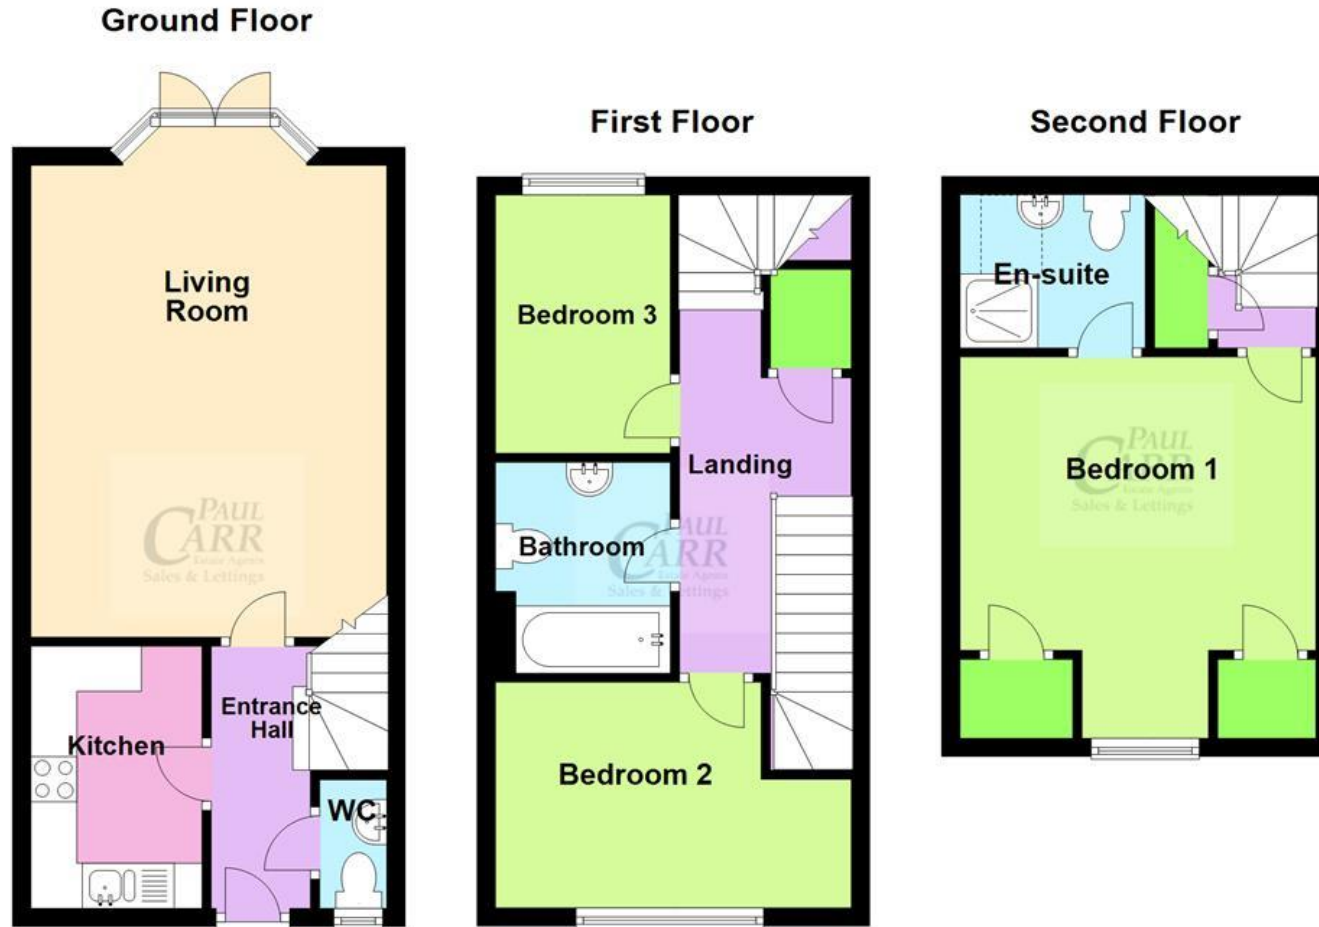 Ground Floor
Living
Room
PAUL
CARR
Estate Agents
Sales & Lettings
Kitchen
Entrance
Hall
WC
First Floor
Bedroom 3
Landing
Bathroom
PAUL
CARR
Estate Agents
Sales & Lettings
Bedroom 2
Second Floor
En-suite
Bedroom 1
PAUL
CARR
Estate Agents
Sales & Lettings